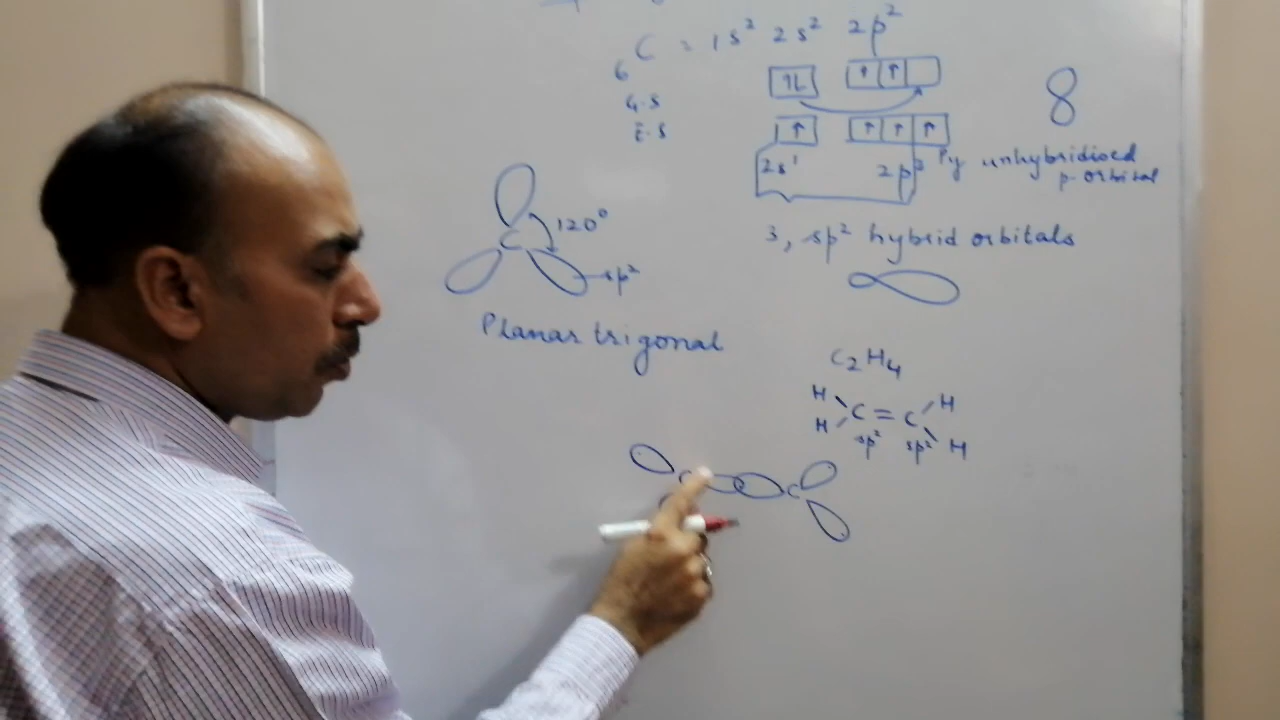 ₆C = 1s² 2s² 2p²
G.S ↑↓ ↑ ↑
E.S ↑ ↑ ↑ ↑
2s¹ 2p³ Py unhybridised
p-orbital
3, sp² hybrid orbitals
120°
C
sp²
Planar trigonal
C₂H₄
H H
C = C
H sp² sp² H
C C